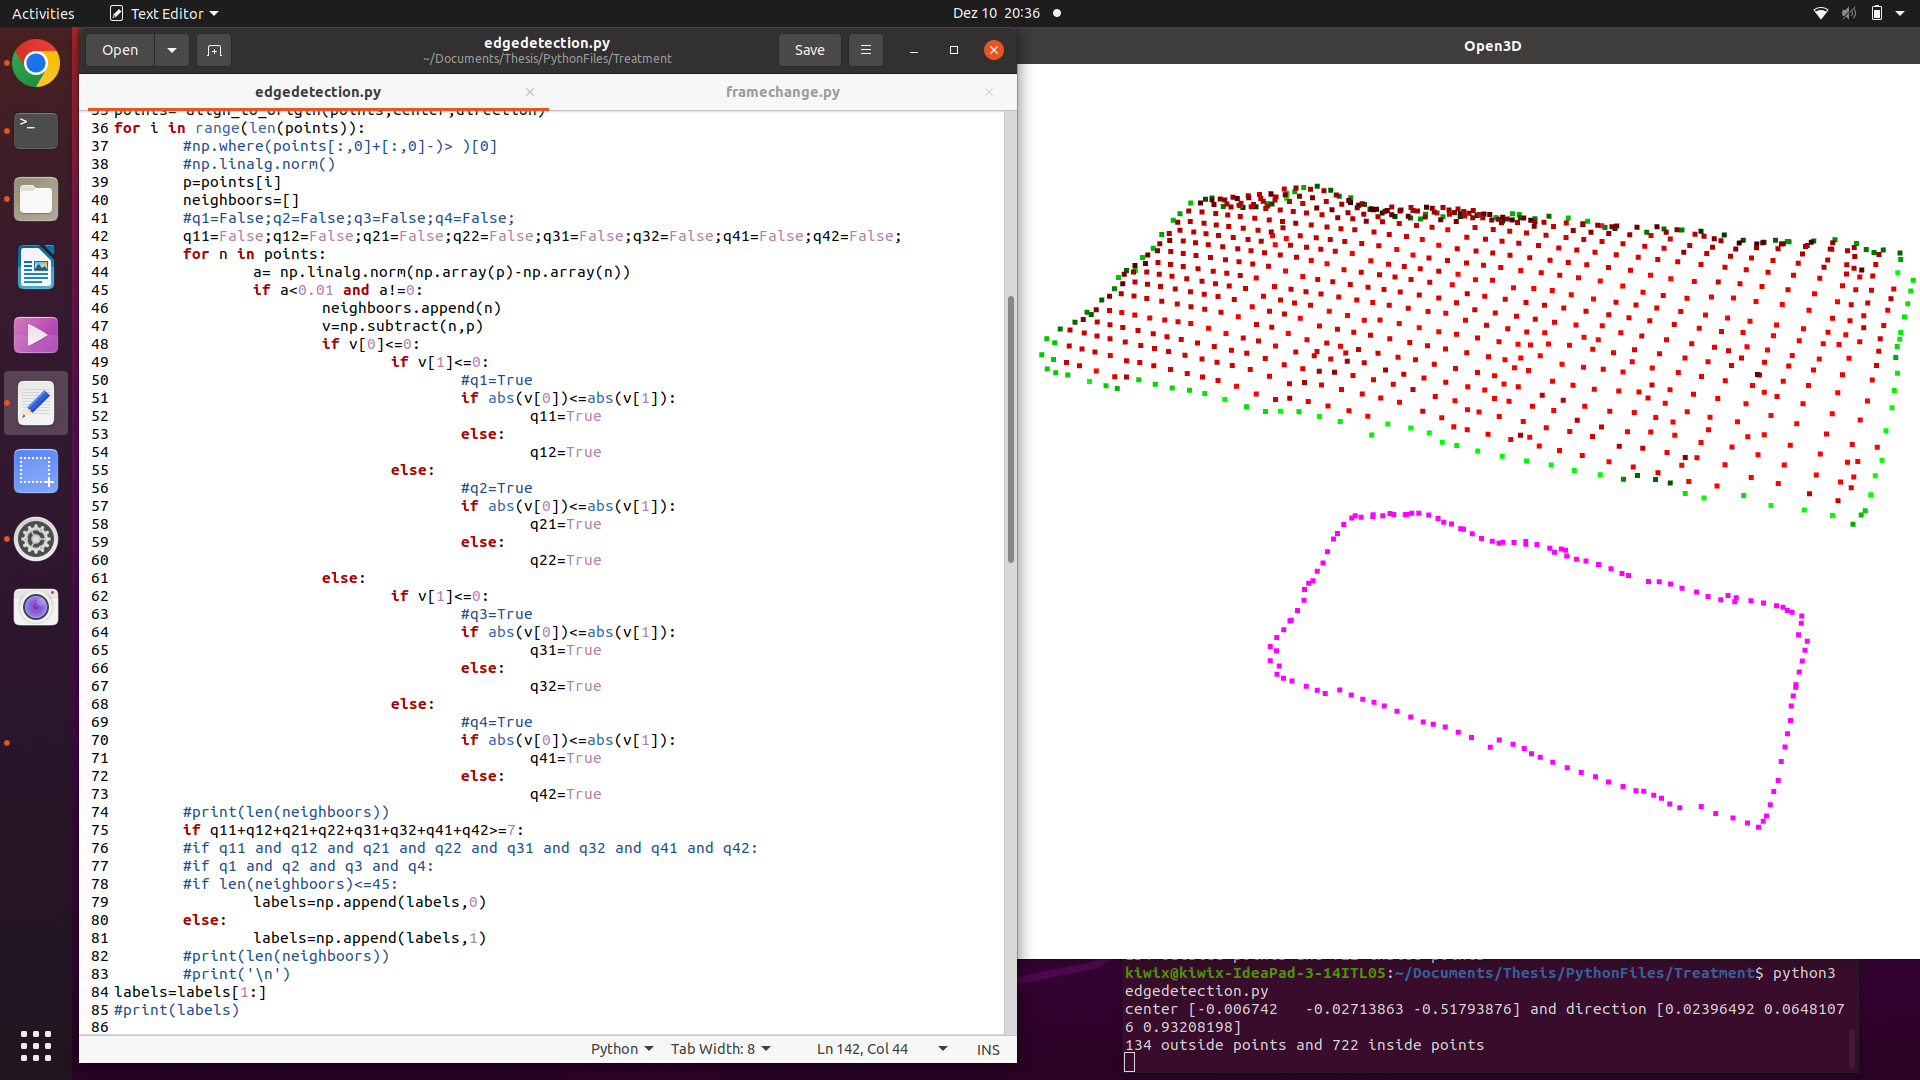 Activities
Text Editor
Dez 10 20:36
Open
edgedetection.py
~/Documents/Thesis/PythonFiles/Treatment
Save
Open3D
edgedetection.py
framechange.py
35 points= align_to_origin(points,center,direction)
36 for i in range(len(points)):
37 #np.where(points[:,0]+[:,0]-)> )[0]
38 #np.linalg.norm()
39 p=points[i]
40 neighboors=[]
41 #q1=False;q2=False;q3=False;q4=False;
42 q11=False;q12=False;q21=False;q22=False;q31=False;q32=False;q41=False;q42=False;
43 for n in points:
44 a= np.linalg.norm(np.array(p)-np.array(n))
45 if a<0.01 and a!=0:
46 neighboors.append(n)
47 v=np.subtract(n,p)
48 if v[0]<=0:
49 if v[1]<=0:
50 #q1=True
51 if abs(v[0])<=abs(v[1]):
52 q11=True
53 else:
54 q12=True
55 else:
56 #q2=True
57 if abs(v[0])<=abs(v[1]):
58 q21=True
59 else:
60 q22=True
61 else:
62 if v[1]<=0:
63 #q3=True
64 if abs(v[0])<=abs(v[1]):
65 q31=True
66 else:
67 q32=True
68 else:
69 #q4=True
70 if abs(v[0])<=abs(v[1]):
71 q41=True
72 else:
73 q42=True
74 #print(len(neighboors))
75 if q11+q12+q21+q22+q31+q32+q41+q42>=7:
76 #if q11 and q12 and q21 and q22 and q31 and q32 and q41 and q42:
77 #if q1 and q2 and q3 and q4:
78 #if len(neighboors)<=45:
79 labels=np.append(labels,0)
80 else:
81 labels=np.append(labels,1)
82 #print(len(neighboors))
83 #print('\n')
84 labels=labels[1:]
85 #print(labels)
86
Python
Tab Width: 8
Ln 142, Col 44
INS
kiwix@kiwix-IdeaPad-3-14ITL05:~/Documents/Thesis/PythonFiles/Treatment$ python3
edgedetection.py
center [-0.006742 -0.02713863 -0.51793876] and direction [0.02396492 0.0648107
6 0.93208198]
134 outside points and 722 inside points